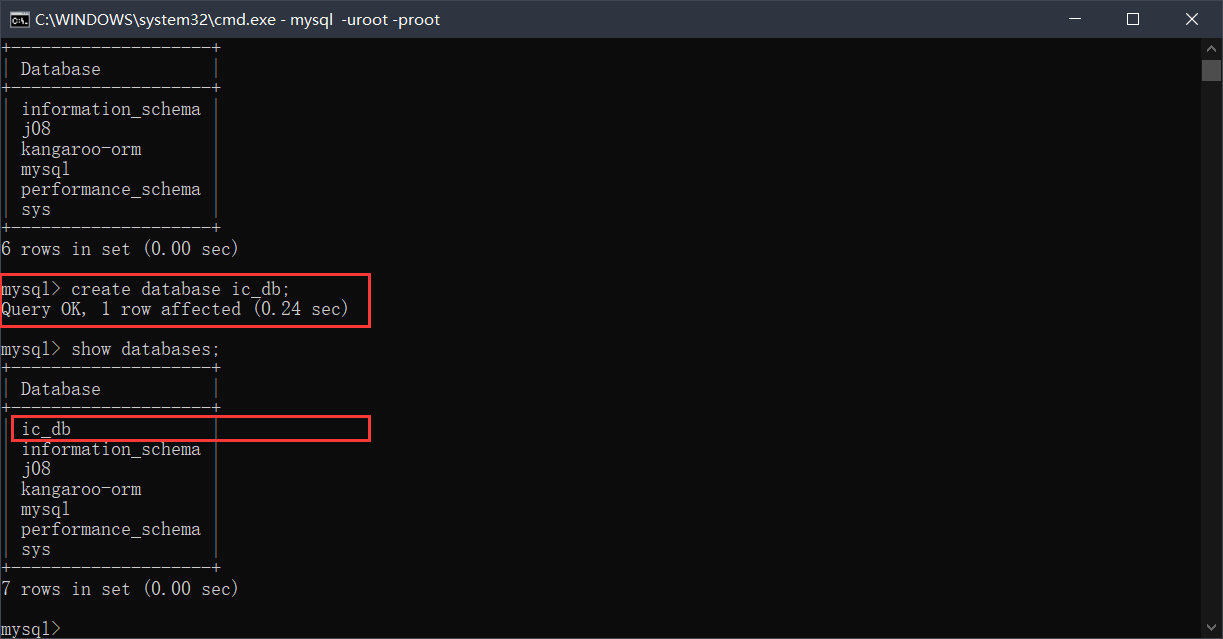 C:\WINDOWS\system32\cmd.exe - mysql  -uroot -proot
+--------------------+
| Database           |
+--------------------+
| information_schema |
| j08                |
| kangaroo-orm       |
| mysql              |
| performance_schema |
| sys                |
+--------------------+
6 rows in set (0.00 sec)
mysql> create database ic_db;
Query OK, 1 row affected (0.24 sec)
mysql> show databases;
+--------------------+
| Database           |
+--------------------+
| ic_db              |
| information_schema |
| j08                |
| kangaroo-orm       |
| mysql              |
| performance_schema |
| sys                |
+--------------------+
7 rows in set (0.00 sec)
mysql>